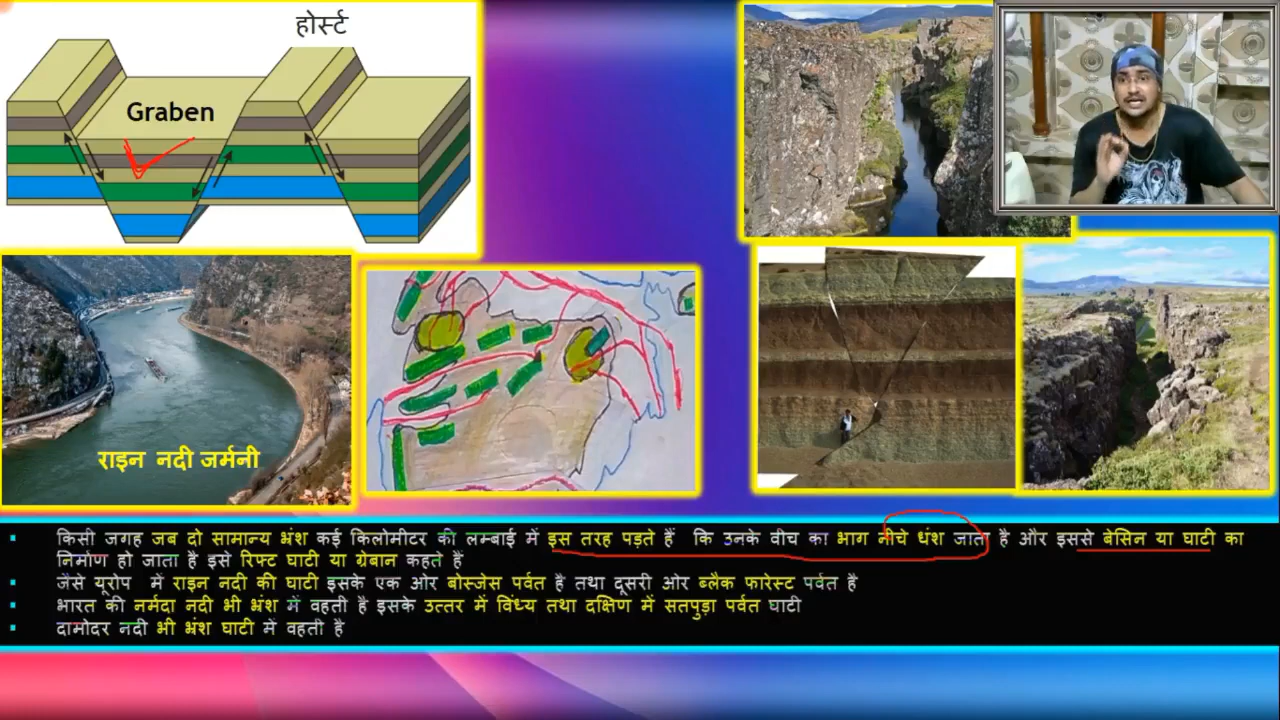 होर्स्ट
Graben
राइन नदी जर्मनी
किसी जगह जब दो सामान्य भ्रंश कई किलोमीटर की लम्बाई में इस तरह पड़ते हैं कि उनके वीच का भाग नीचे धंश जाता है और इससे बेसिन या घाटी का
निर्माण हो जाता है इसे रिफ्ट घाटी या ग्रेबान कहते हैं
जैसे यूरोप में राइन नदी की घाटी इसके एक ओर बोस्जेस पर्वत है तथा दूसरी ओर ब्लैक फारेस्ट पर्वत है
भारत की नर्मदा नदी भी भ्रंश में वहती है इसके उत्तर में विंध्य तथा दक्षिण में सतपुड़ा पर्वत घाटी
दामोदर नदी भी भ्रंश घाटी में वहती है